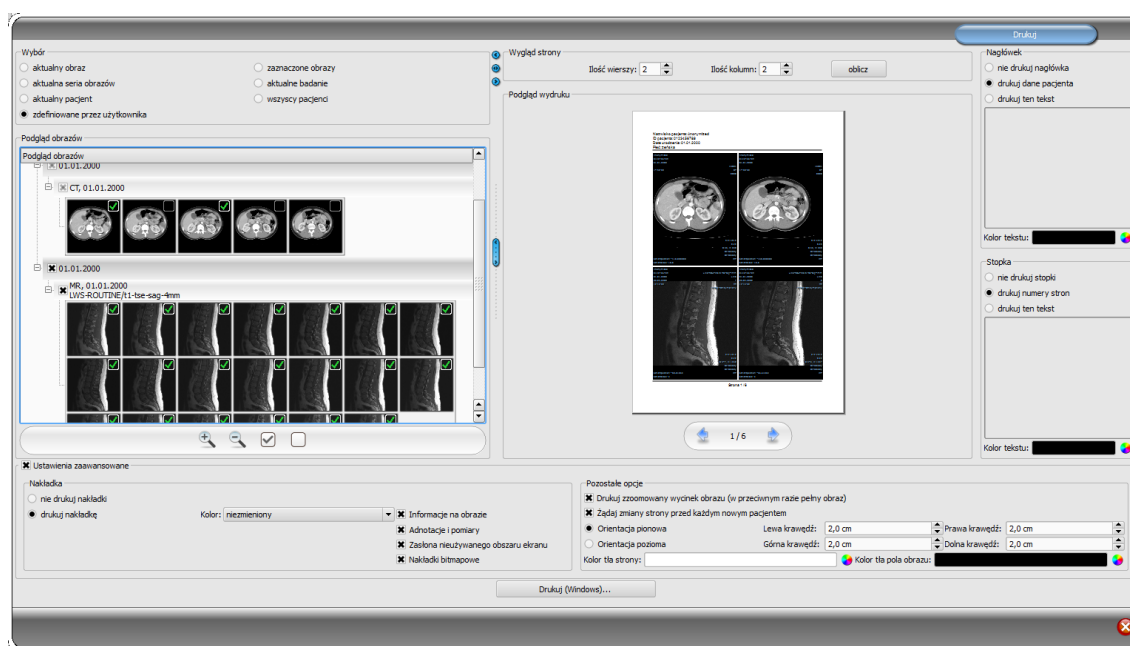 Drukuj
Wybór
aktualny obraz
zaznaczone obrazy
aktualna seria obrazów
aktualne badanie
aktualny pacjent
wszyscy pacjenci
zdefiniowane przez użytkownika
Podgląd obrazów
Podgląd obrazów
01.01.2000
CT, 01.01.2000
01.01.2000
MR, 01.01.2000
LWS-ROUTINE/t1-tse-sag-4mm
Wygląd strony
Ilość wierszy: 2
Ilość kolumn: 2
oblicz
Podgląd wydruku
Strona 1 / 6
1/6
Nagłówek
nie drukuj nagłówka
drukuj dane pacjenta
drukuj ten tekst
Kolor tekstu:
Stopka
nie drukuj stopki
drukuj numery stron
drukuj ten tekst
Kolor tekstu:
Ustawienia zaawansowane
Nakładka
nie drukuj nakładki
drukuj nakładkę
Kolor: niezmieniony
Informacje na obrazie
Adnotacje i pomiary
Zasłona nieużywanego obszaru ekranu
Nakładki bitmapowe
Pozostałe opcje
Drukuj zzoomowany wycinek obrazu (w przeciwnym razie pełny obraz)
Żądaj zmiany strony przed każdym nowym pacjentem
Orientacja pionowa
Lewa krawędź: 2,0 cm
Prawa krawędź: 2,0 cm
Orientacja pozioma
Górna krawędź: 2,0 cm
Dolna krawędź: 2,0 cm
Kolor tła strony:
Kolor tła pola obrazu:
Drukuj (Windows)...